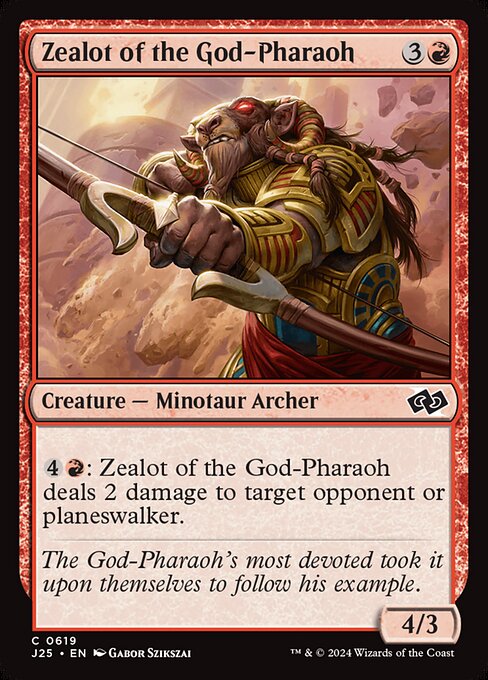 Zealot of the God-Pharaoh 3
Creature — Minotaur Archer
4: Zealot of the God-Pharaoh
deals 2 damage to target opponent or
planeswalker.
The God-Pharaoh's most devoted took it
upon themselves to follow his example.
4/3
C 0619
J25 • EN GABOR SZIKSZAI
™ & © 2024 Wizards of the Coast